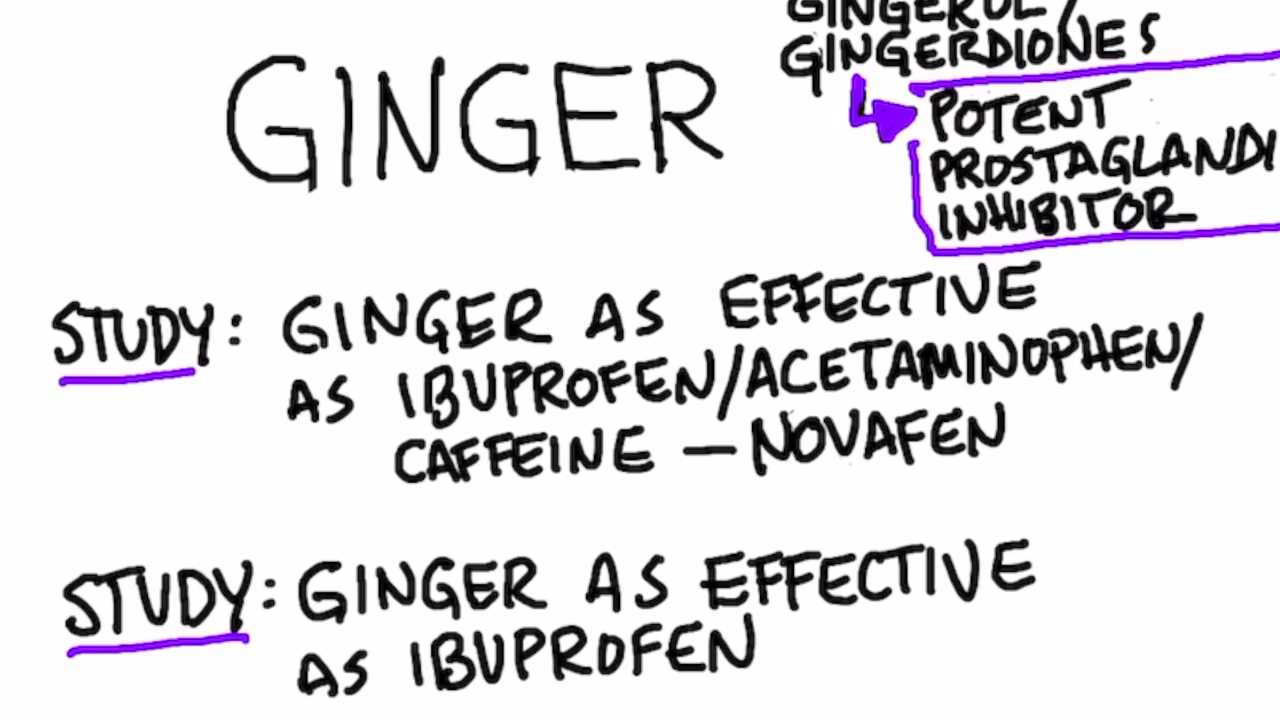 GINGER
GINGEROL/
GINGERDIONES
POTENT
PROSTAGLANDI
INHIBITOR
STUDY: GINGER AS EFFECTIVE
AS IBUPROFEN/ACETAMINOPHEN/
CAFFEINE – NOVAFEN
STUDY: GINGER AS EFFECTIVE
AS IBUPROFEN